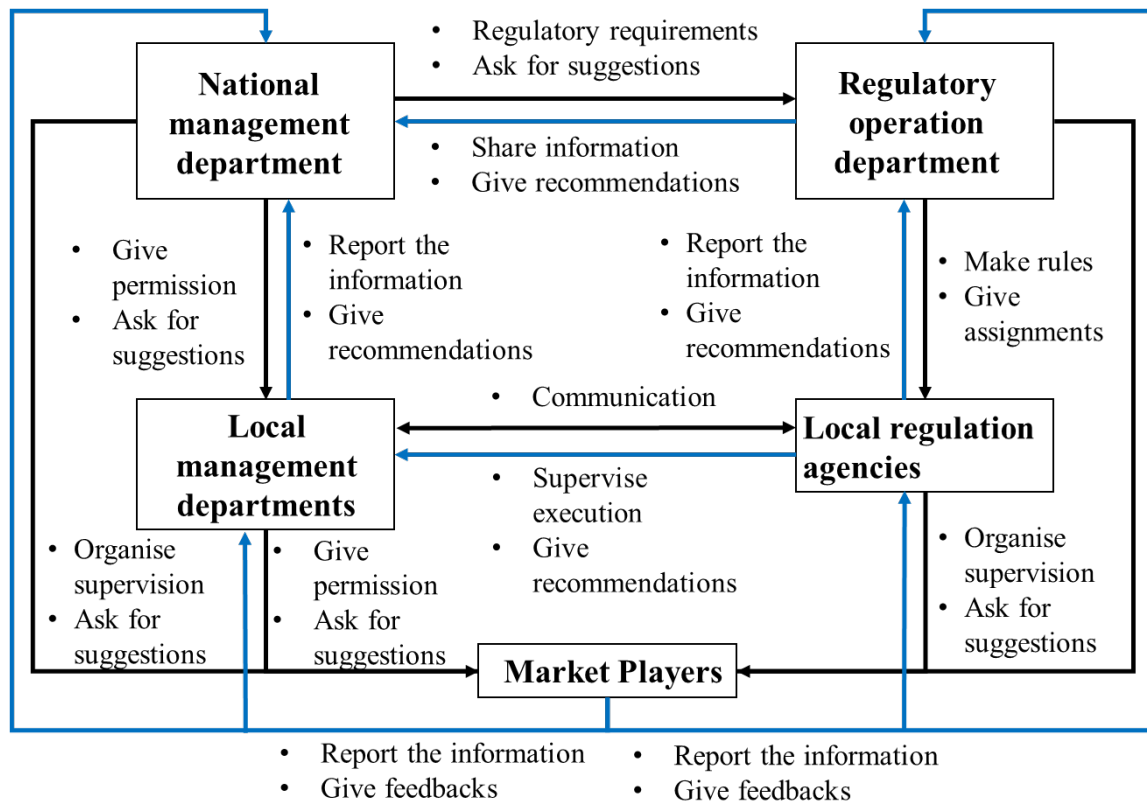 • Regulatory requirements
• Ask for suggestions
National
management
department
Regulatory
operation
department
• Share information
• Give recommendations
• Give
permission
• Ask for
suggestions
• Report the
information
• Give
recommendations
• Report the
information
• Give
recommendations
• Make rules
• Give
assignments
• Communication
Local
management
departments
Local regulation
agencies
• Supervise
execution
• Give
recommendations
• Organise
supervision
• Ask for
suggestions
• Give
permission
• Ask for
suggestions
• Organise
supervision
• Ask for
suggestions
Market Players
• Report the information
• Give feedbacks
• Report the information
• Give feedbacks